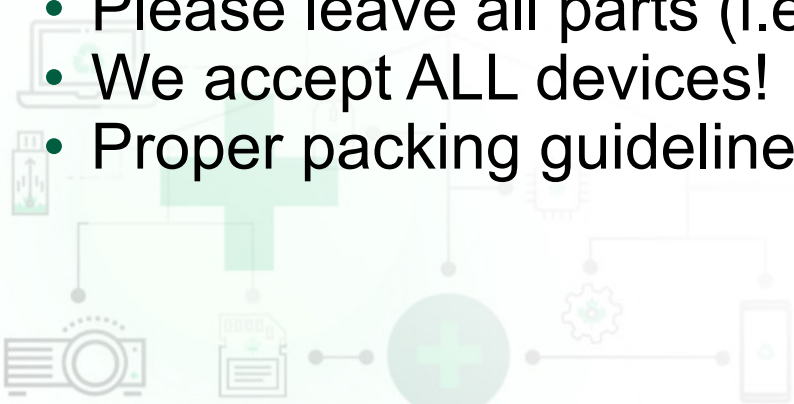 • Please leave all parts (i.e
• We accept ALL devices!
• Proper packing guideline